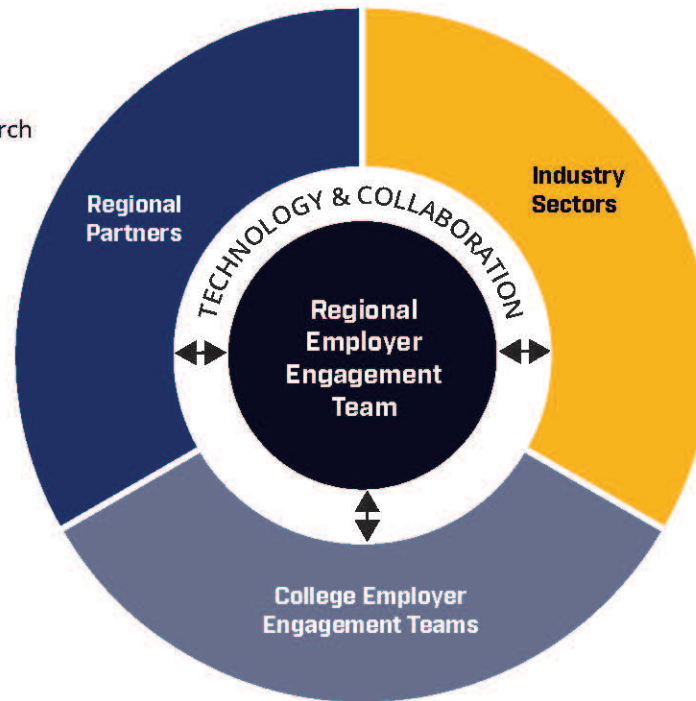 rch
Regional
Partners
Industry
Sectors
TECHNOLOGY & COLLABORATION
Regional
Employer
Engagement
Team
College Employer
Engagement Teams